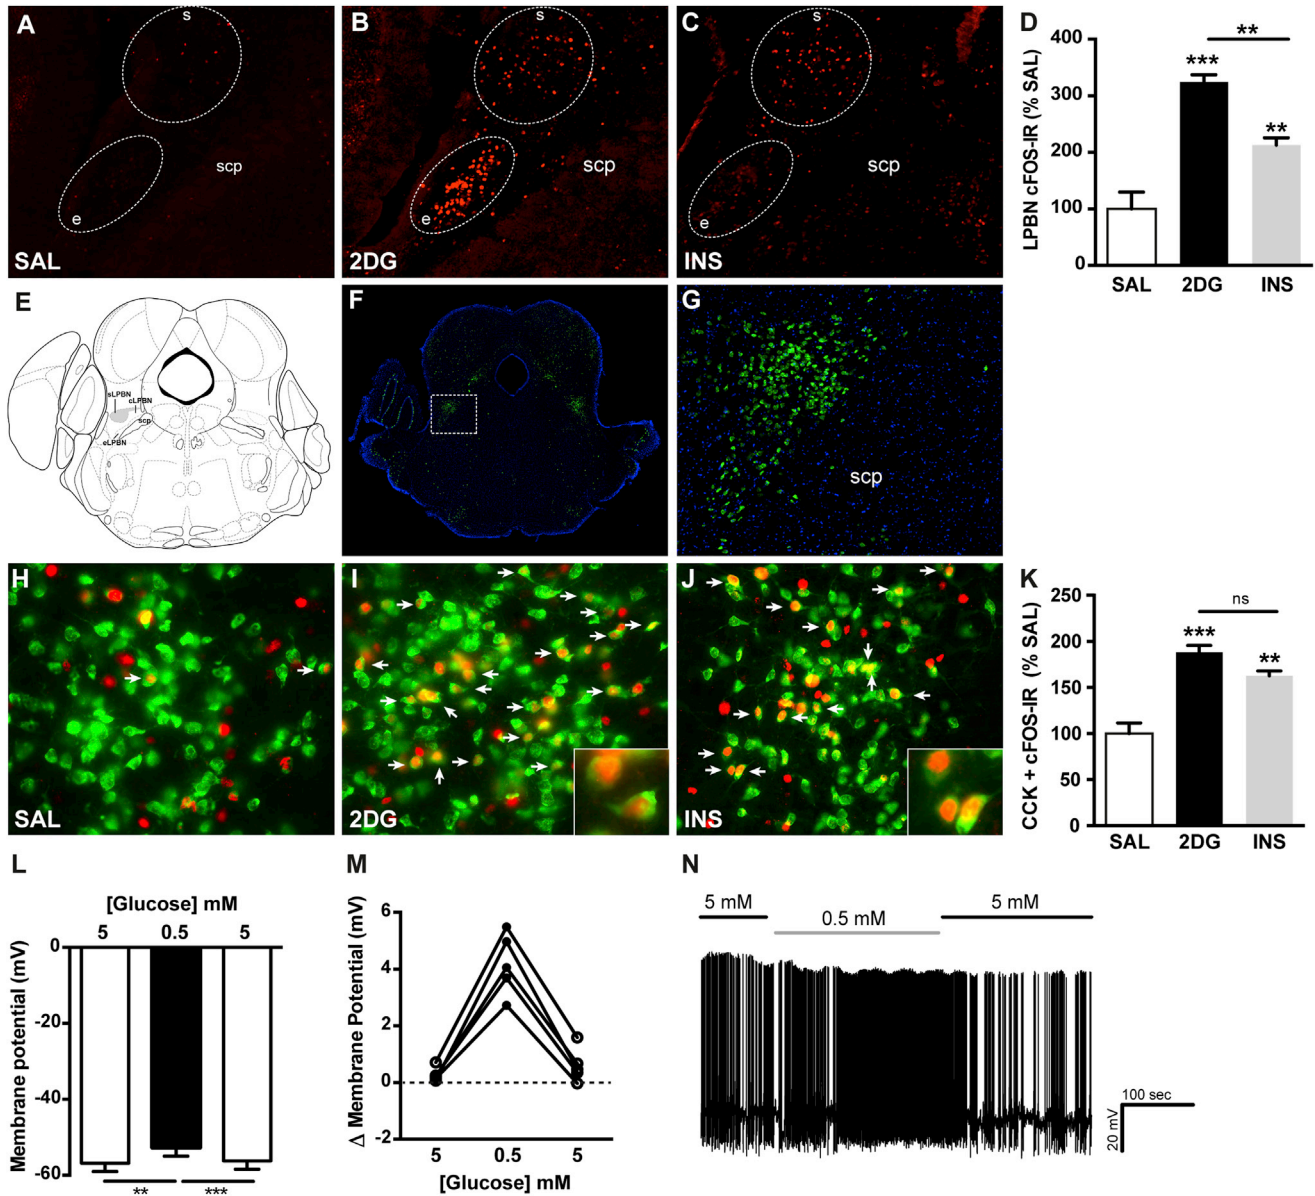 A
s
e
scp
SAL
B
s
e
scp
2DG
C
s
e
scp
INS
D
LPBN cFOS-IR (% SAL)
400
300
200
100
0
**
***
**
SAL 2DG INS
E
sLPBN
cLPBN
scp
eLPBN
F
G
scp
H
SAL
I
2DG
J
INS
K
CCK + cFOS-IR (% SAL)
250
200
150
100
50
0
ns
***
**
SAL 2DG INS
L
[Glucose] mM
5 0.5 5
Membrane potential (mV)
0
-20
-40
-60
** ***
M
Δ Membrane Potential (mV)
6
4
2
0
-2
5 0.5 5
[Glucose] mM
N
5 mM
0.5 mM
5 mM
100 sec
20 mV